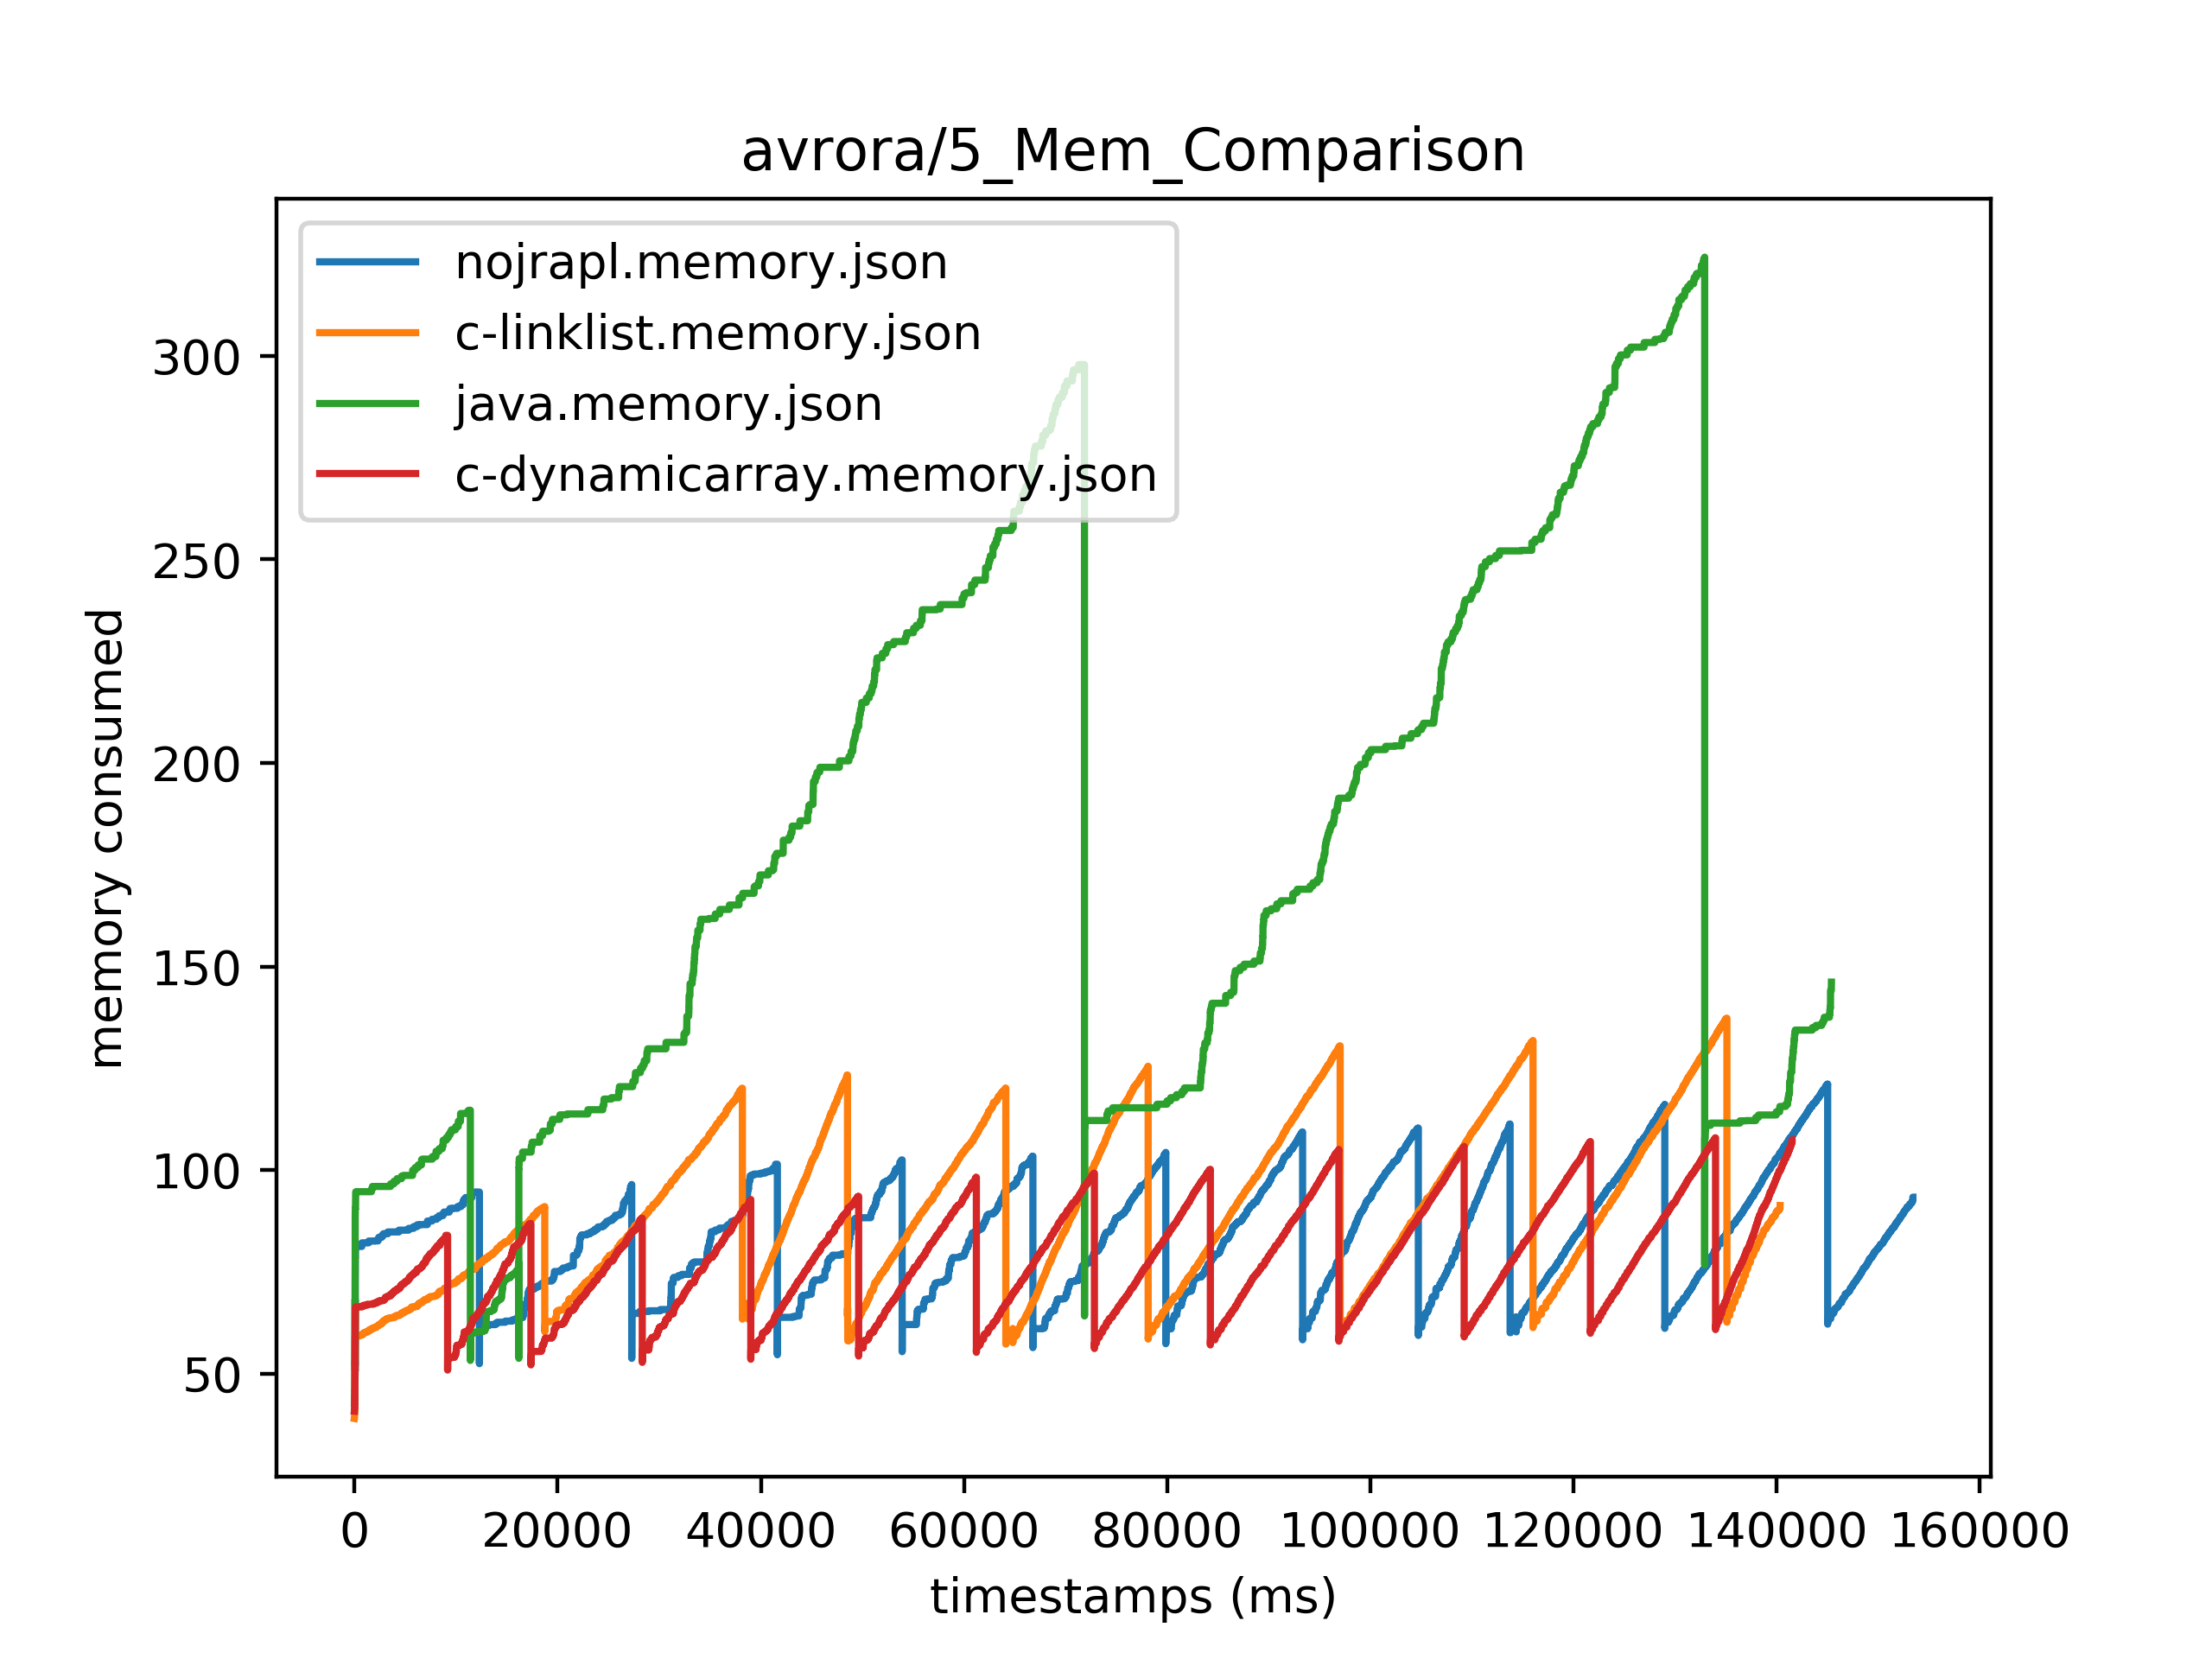 avrora/5_Mem_Comparison
nojrapl.memory.json
c-linklist.memory.json
java.memory.json
c-dynamicarray.memory.json
300
250
200
150
100
50
memory consumed
0 20000 40000 60000 80000 100000 120000 140000 160000
timestamps (ms)